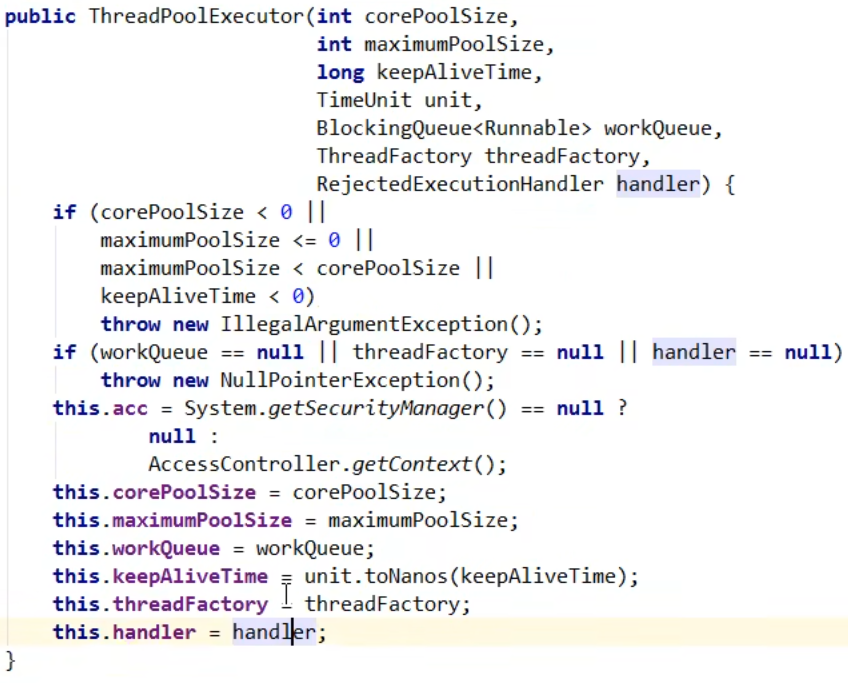 public ThreadPoolExecutor(int corePoolSize,
                          int maximumPoolSize,
                          long keepAliveTime,
                          TimeUnit unit,
                          BlockingQueue<Runnable> workQueue,
                          ThreadFactory threadFactory,
                          RejectedExecutionHandler handler) {
    if (corePoolSize < 0 ||
        maximumPoolSize <= 0 ||
        maximumPoolSize < corePoolSize ||
        keepAliveTime < 0)
        throw new IllegalArgumentException();
    if (workQueue == null || threadFactory == null || handler == null)
        throw new NullPointerException();
    this.acc = System.getSecurityManager() == null ?
            null :
            AccessController.getContext();
    this.corePoolSize = corePoolSize;
    this.maximumPoolSize = maximumPoolSize;
    this.workQueue = workQueue;
    this.keepAliveTime = unit.toNanos(keepAliveTime);
    this.threadFactory = threadFactory;
    this.handler = handler;
}